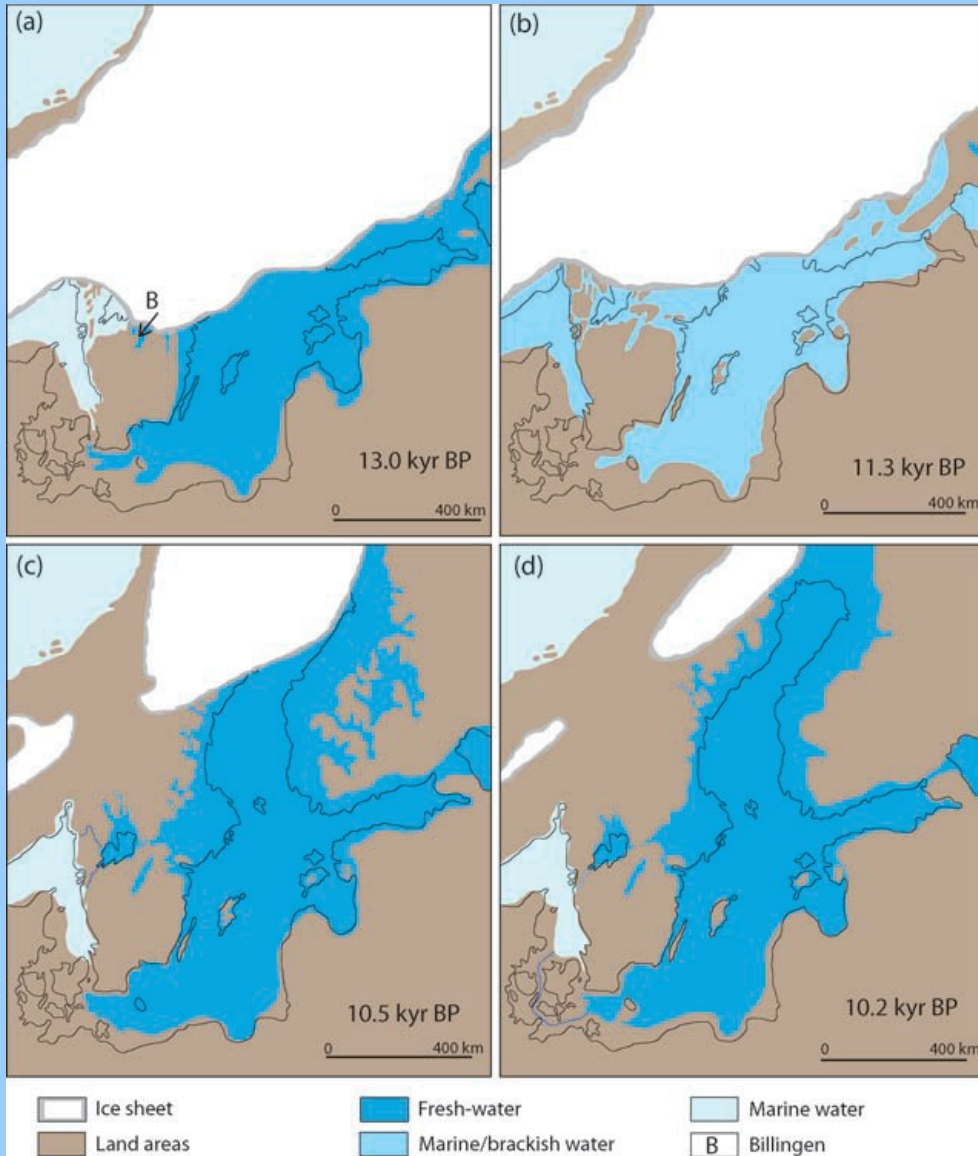 (a)
B
13.0 kyr BP
0 400 km
(b)
11.3 kyr BP
0 400 km
(c)
10.5 kyr BP
0 400 km
(d)
10.2 kyr BP
0 400 km
Ice sheet Fresh-water Marine water
Land areas Marine/brackish water B Billingen